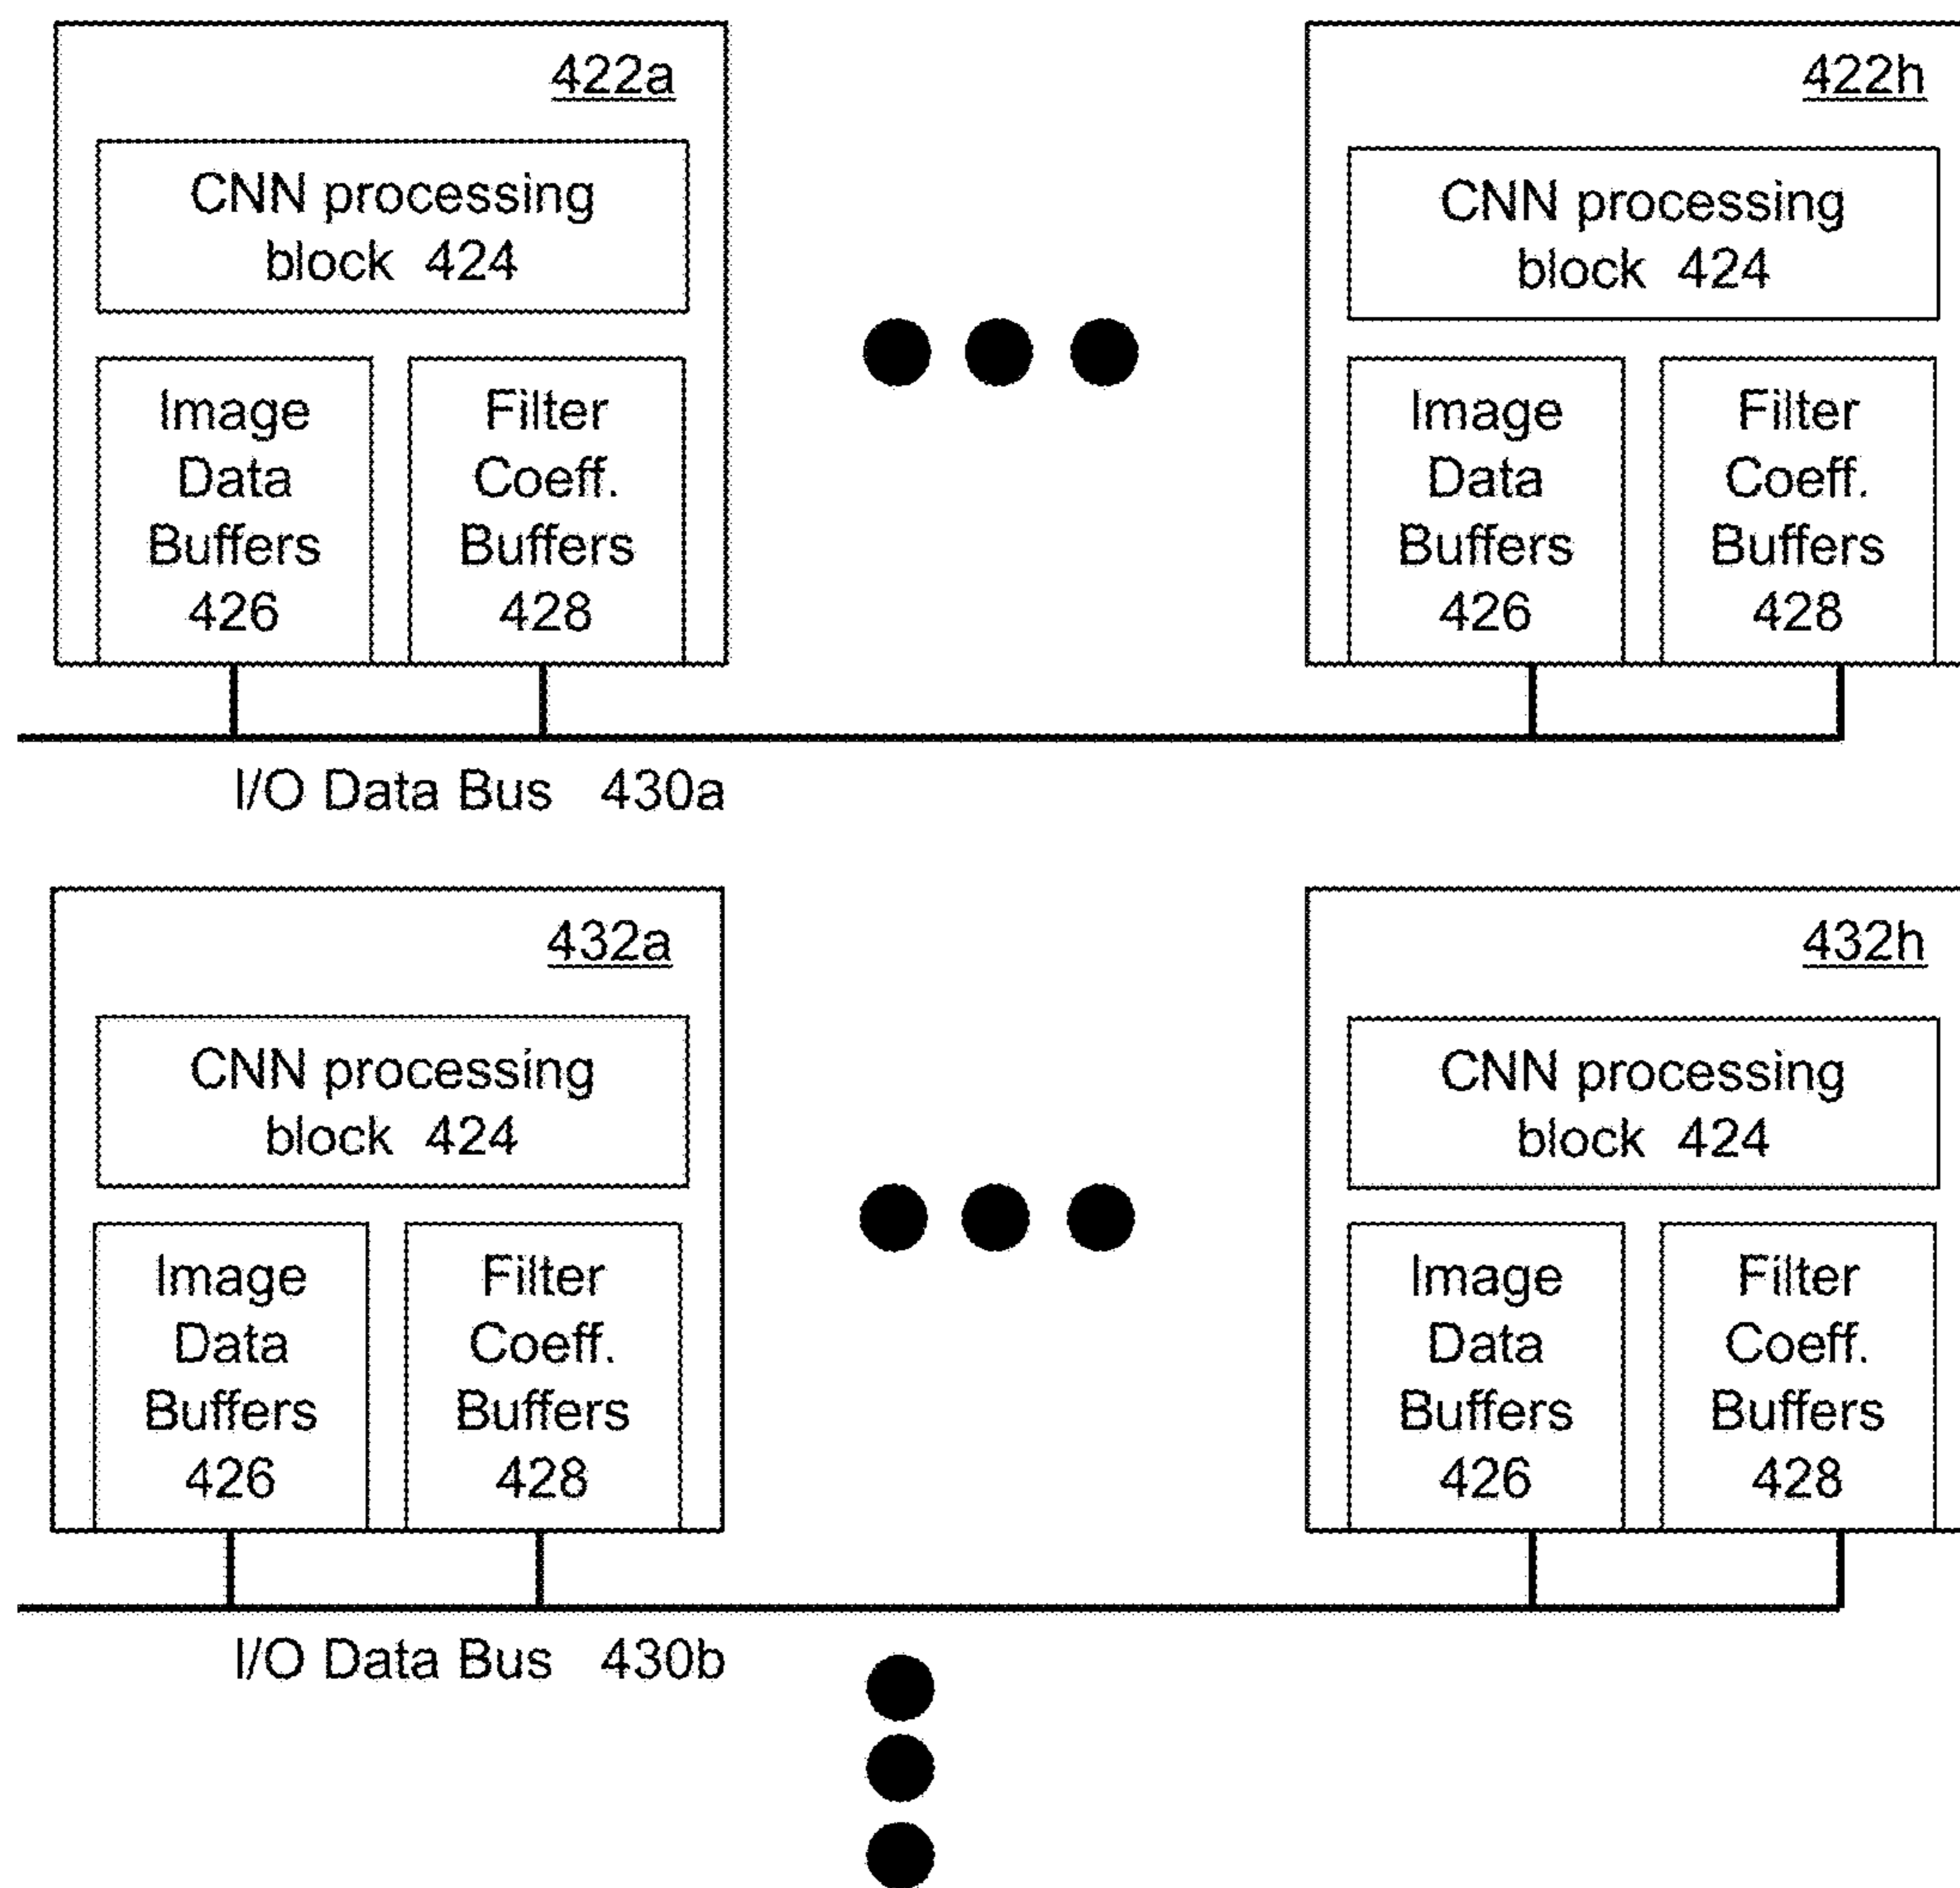 422a
CNN processing
block 424
Image
Data
Buffers
426
Filter
Coeff.
Buffers
428
422h
CNN processing
block 424
Image
Data
Buffers
426
Filter
Coeff.
Buffers
428
I/O Data Bus 430a
432a
CNN processing
block 424
Image
Data
Buffers
426
Filter
Coeff.
Buffers
428
432h
CNN processing
block 424
Image
Data
Buffers
426
Filter
Coeff.
Buffers
428
I/O Data Bus 430b